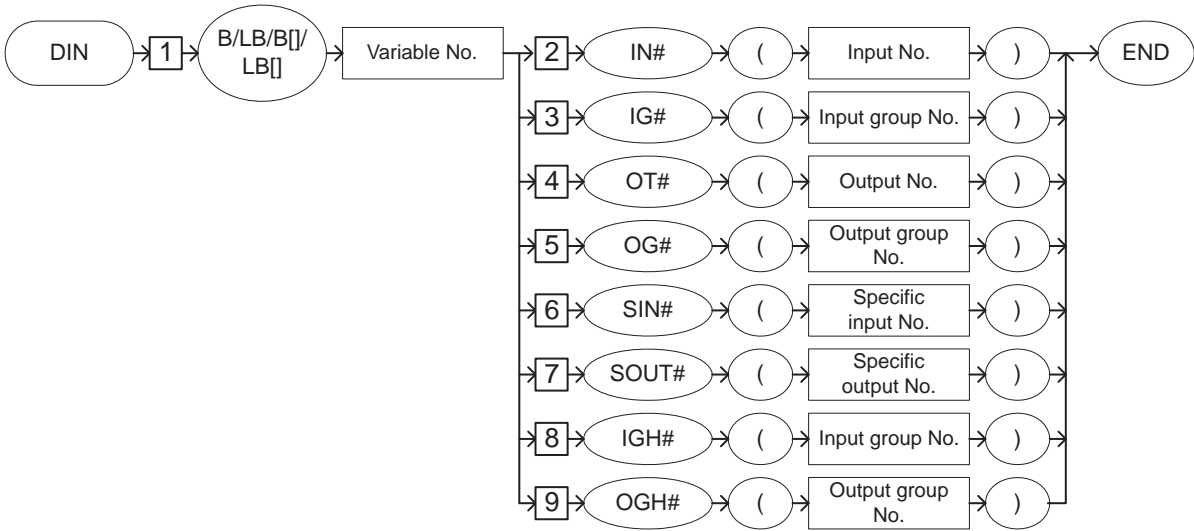 DIN
1
B/LB/B[]/
LB[]
Variable No.
2
IN#
(
Input No.
)
END
3
IG#
(
Input group No.
)
4
OT#
(
Output No.
)
5
OG#
(
Output group
No.
)
6
SIN#
(
Specific
input No.
)
7
SOUT#
(
Specific
output No.
)
8
IGH#
(
Input group No.
)
9
OGH#
(
Output group
No.
)